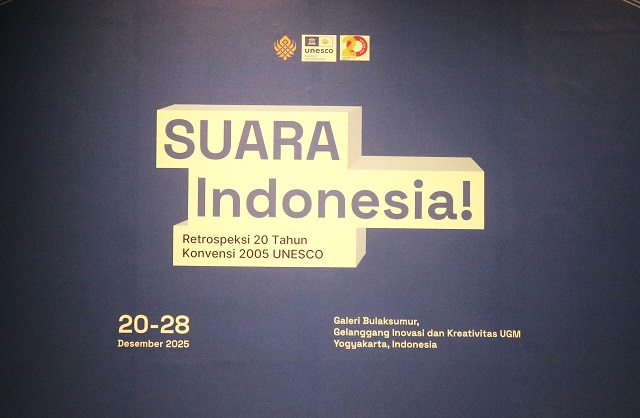 unesco
SUARA
Indonesia!
Retrospeksi 20 Tahun
Konvensi 2005 UNESCO
20-28
Desember 2025
Galeri Bulaksumur,
Gelanggang Inovasi dan Kreativitas UGM
Yogyakarta, Indonesia